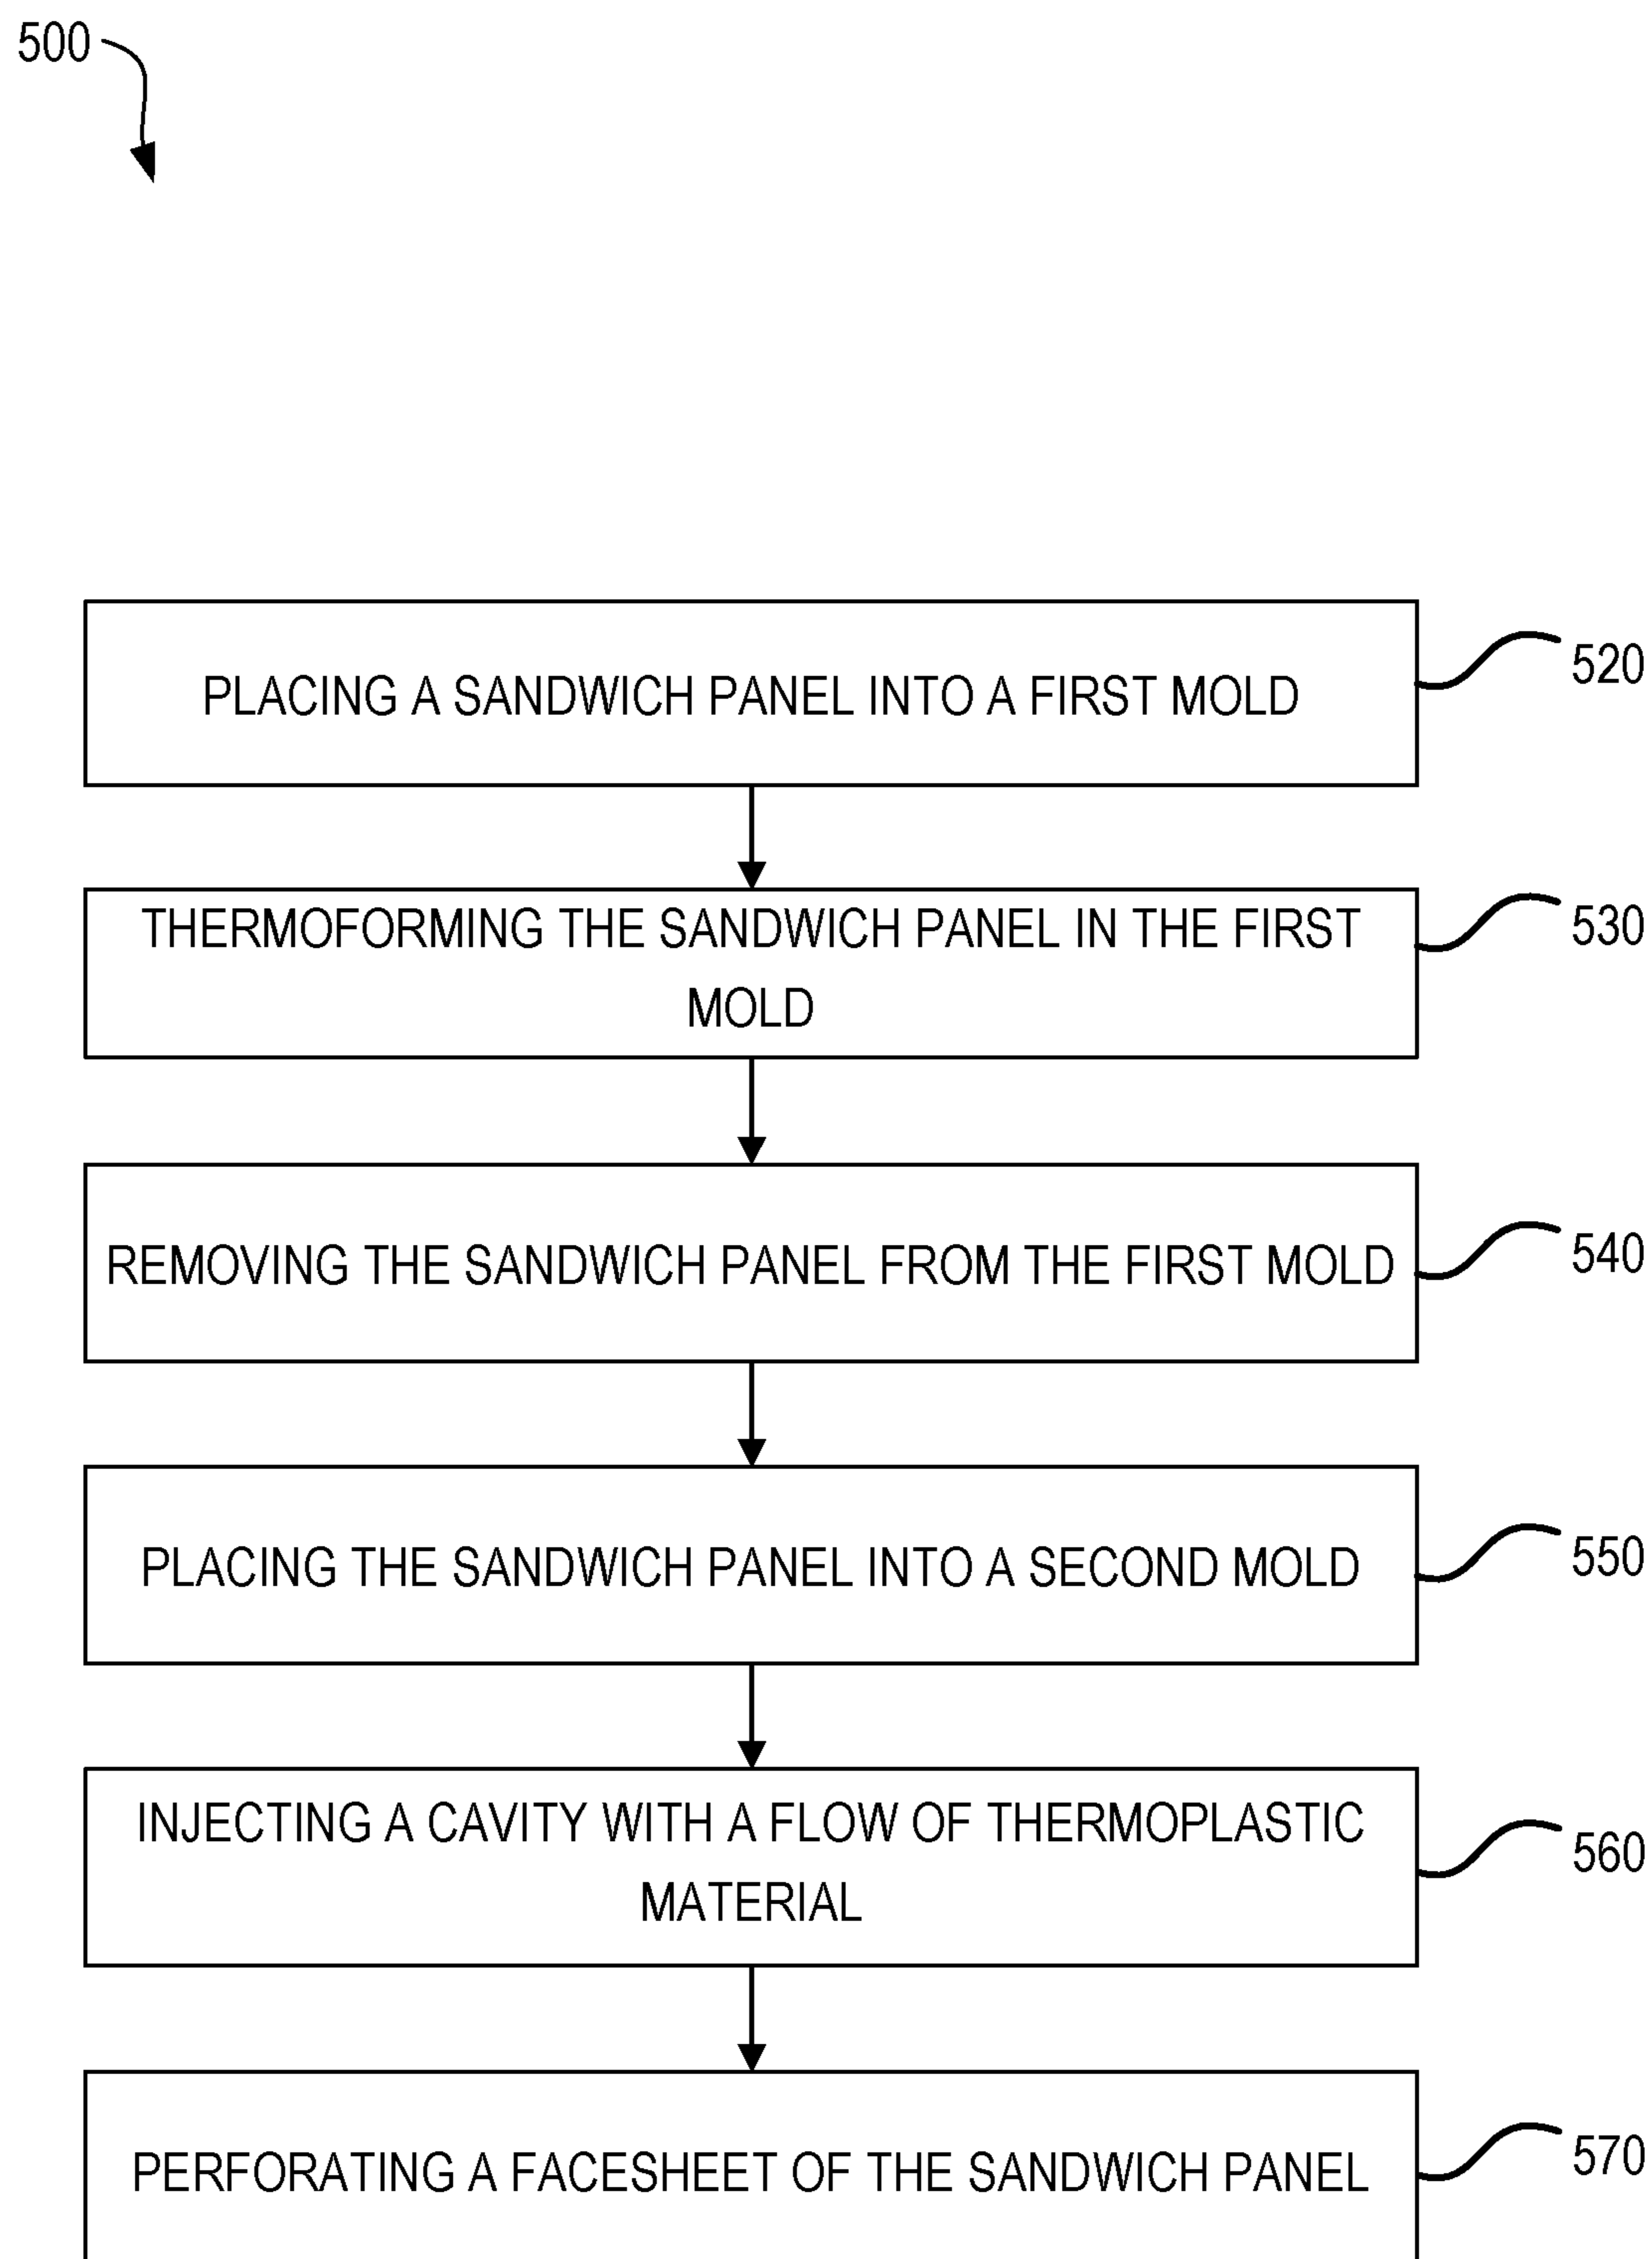 500
PLACING A SANDWICH PANEL INTO A FIRST MOLD
520
THERMOFORMING THE SANDWICH PANEL IN THE FIRST
MOLD
530
REMOVING THE SANDWICH PANEL FROM THE FIRST MOLD
540
PLACING THE SANDWICH PANEL INTO A SECOND MOLD
550
INJECTING A CAVITY WITH A FLOW OF THERMOPLASTIC
MATERIAL
560
PERFORATING A FACESHEET OF THE SANDWICH PANEL
570